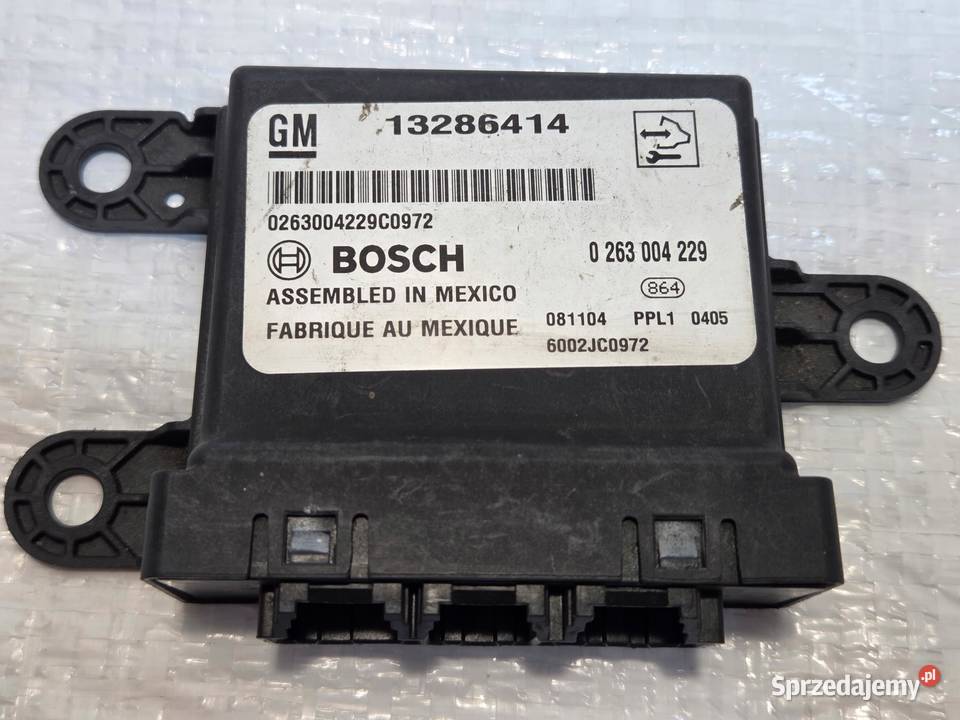 GM 13286414
0263004229C0972
BOSCH 0 263 004 229
ASSEMBLED IN MEXICO 864
FABRIQUE AU MEXIQUE 081104 PPL1 0405
6002JC0972
Sprzedajemy.pl